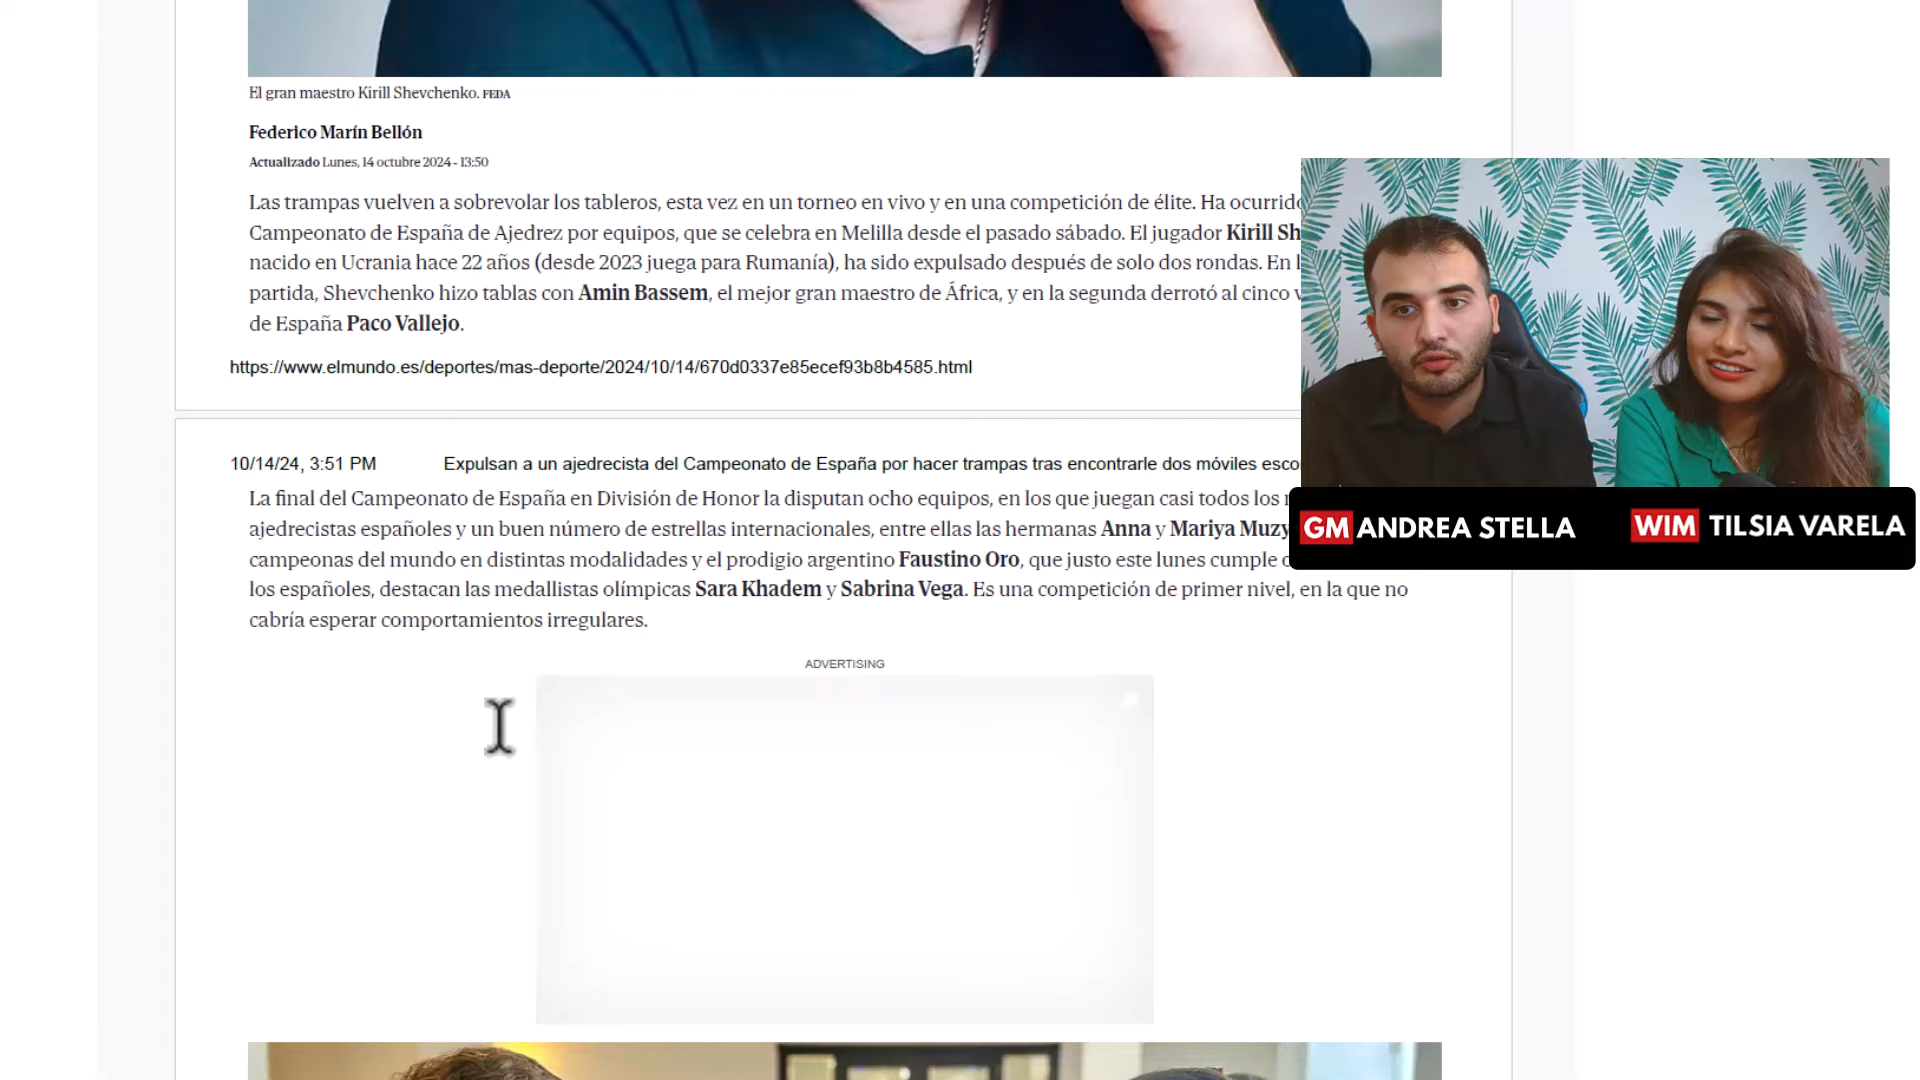 El gran maestro Kirill Shevchenko. FEDA
Federico Marín Bellón
Actualizado Lunes, 14 octubre 2024 - 13:50
Las trampas vuelven a sobrevolar los tableros, esta vez en un torneo en vivo y en una competición de élite. Ha ocurrido
Campeonato de España de Ajedrez por equipos, que se celebra en Melilla desde el pasado sábado. El jugador Kirill Sh
nacido en Ucrania hace 22 años (desde 2023 juega para Rumanía), ha sido expulsado después de solo dos rondas. En l
partida, Shevchenko hizo tablas con Amin Bassem, el mejor gran maestro de África, y en la segunda derrotó al cinco v
de España Paco Vallejo.
https://www.elmundo.es/deportes/mas-deporte/2024/10/14/670d0337e85ecef93b8b4585.html
10/14/24, 3:51 PM Expulsan a un ajedrecista del Campeonato de España por hacer trampas tras encontrarle dos móviles esco
La final del Campeonato de España en División de Honor la disputan ocho equipos, en los que juegan casi todos los
ajedrecistas españoles y un buen número de estrellas internacionales, entre ellas las hermanas Anna y Mariya Muzy
campeonas del mundo en distintas modalidades y el prodigio argentino Faustino Oro, que justo este lunes cumple
los españoles, destacan las medallistas olímpicas Sara Khadem y Sabrina Vega. Es una competición de primer nivel, en la que no
cabría esperar comportamientos irregulares.
ADVERTISING
GM ANDREA STELLA
WIM TILSIA VARELA